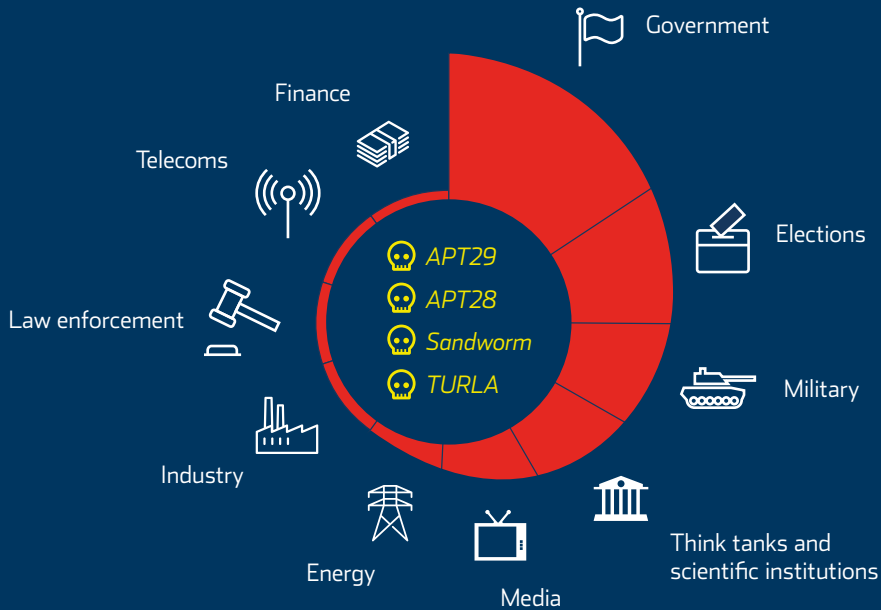 Government
Finance
Telecoms
Elections
APT29
APT28
Law enforcement
Sandworm
TURLA
Military
Industry
Think tanks and
scientific institutions
Energy
Media